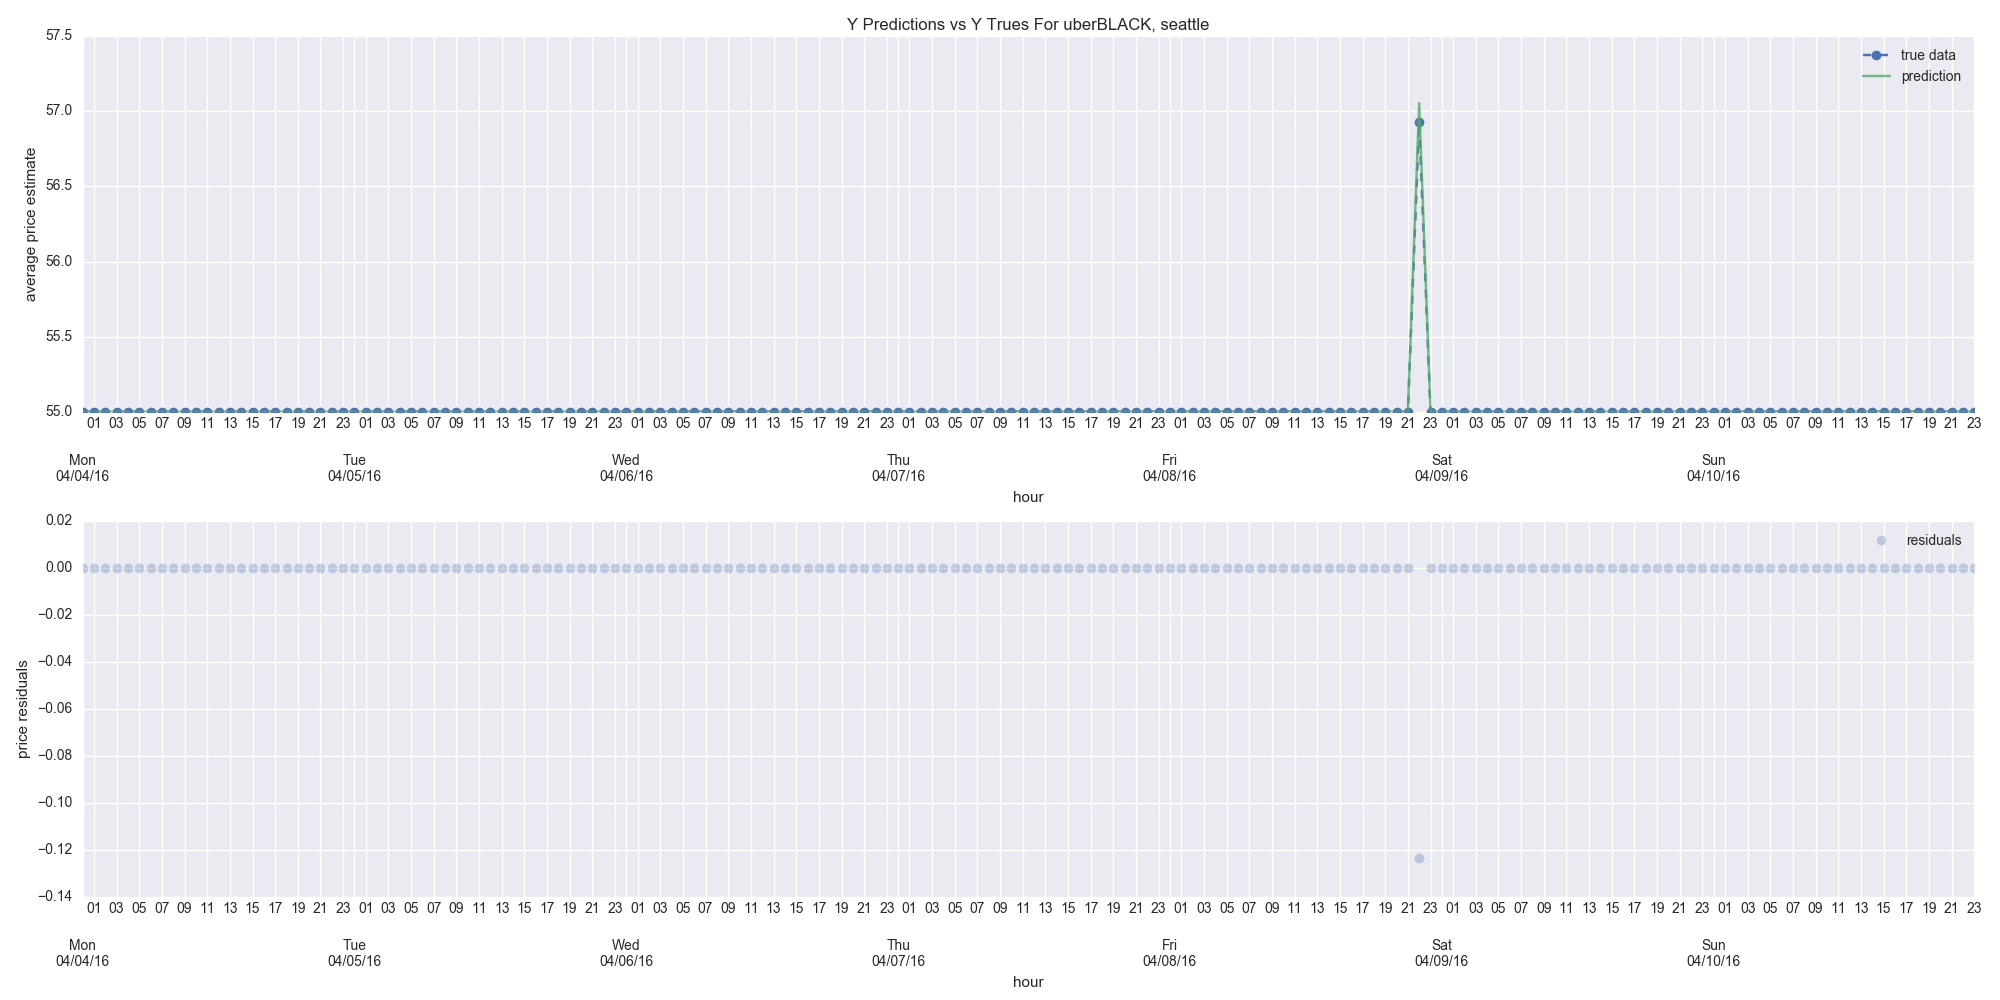 Y Predictions vs Y Trues For uberBLACK, seattle
57.5
57.0
56.5
56.0
55.5
55.0
average price estimate
true data
prediction
01 03 05 07 09 11 13 15 17 19 21 23 01 03 05 07 09 11 13 15 17 19 21 23 01 03 05 07 09 11 13 15 17 19 21 23 01 03 05 07 09 11 13 15 17 19 21 23 01 03 05 07 09 11 13 15 17 19 21 23 01 03 05 07 09 11 13 15 17 19 21 23 01 03 05 07 09 11 13 15 17 19 21 23
Mon Tue Wed Thu Fri Sat Sun
04/04/16 04/05/16 04/06/16 04/07/16 04/08/16 04/09/16 04/10/16
hour
0.02
0.00
−0.02
−0.04
−0.06
−0.08
−0.10
−0.12
−0.14
price residuals
residuals
01 03 05 07 09 11 13 15 17 19 21 23 01 03 05 07 09 11 13 15 17 19 21 23 01 03 05 07 09 11 13 15 17 19 21 23 01 03 05 07 09 11 13 15 17 19 21 23 01 03 05 07 09 11 13 15 17 19 21 23 01 03 05 07 09 11 13 15 17 19 21 23 01 03 05 07 09 11 13 15 17 19 21 23
Mon Tue Wed Thu Fri Sat Sun
04/04/16 04/05/16 04/06/16 04/07/16 04/08/16 04/09/16 04/10/16
hour